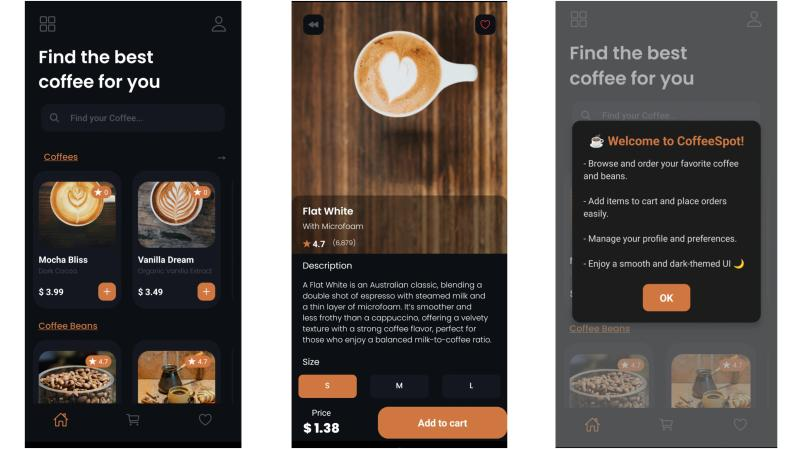 Find the best
coffee for you
Find your Coffee...
Coffees →
★ 0
★ 0
Mocha Bliss
Dark Cocoa
$ 3.99 +
Vanilla Dream
Organic Vanilla Extract
$ 3.49 +
Coffee Beans
★ 4.7
★ 4.7
Flat White
With Microfoam
★ 4.7 (6,879)
Description
A Flat White is an Australian classic, blending a
double shot of espresso with steamed milk and
a thin layer of microfoam. It's smoother and
less frothy than a cappuccino, offering a velvety
texture with a strong coffee flavor, perfect for
those who enjoy a balanced milk-to-coffee ratio.
Size
S M L
Price
$ 1.38
Add to cart
Find the best
coffee for you
Find your Coffee...
☕ Welcome to CoffeeSpot!
- Browse and order your favorite coffee
and beans.
- Add items to cart and place orders
easily.
- Manage your profile and preferences.
- Enjoy a smooth and dark-themed UI 🌙
OK
Coffee Beans
★ 4.7
★ 4.7